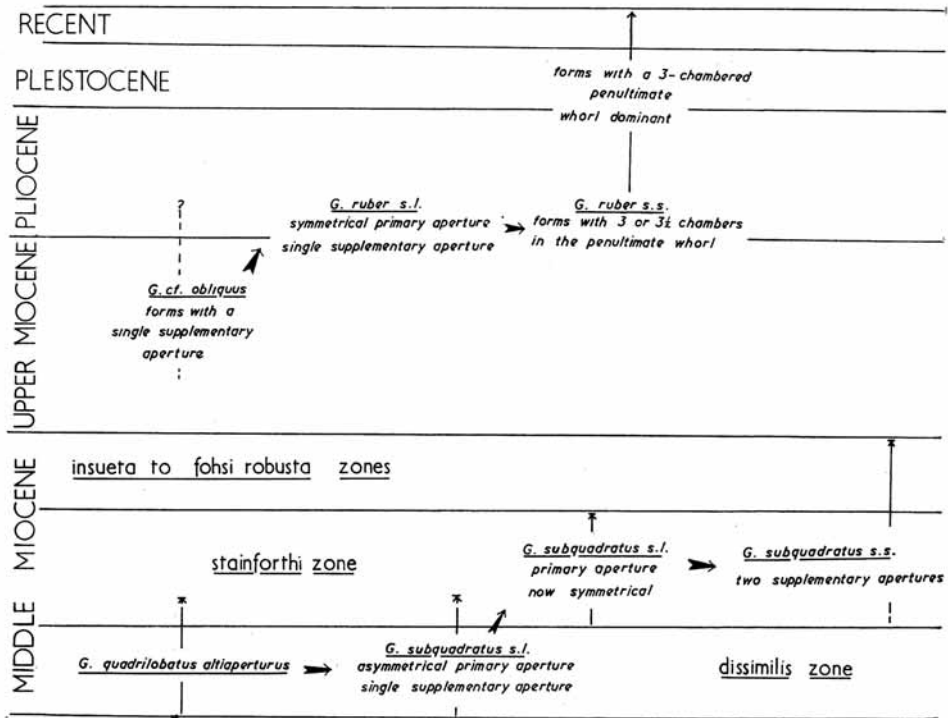 RECENT
PLEISTOCENE
forms with a 3-chambered
penultimate
whorl dominant
PLIOCENE
?
G. ruber s.l.
symmetrical primary aperture
single supplementary aperture
G. ruber s.s.
forms with 3 or 3½ chambers
in the penultimate whorl
UPPER MIOCENE
G. cf. obliquus
forms with a
single supplementary
aperture
MIDDLE MIOCENE
insueta to fohsi robusta zones
stainforthi zone
G. subquadratus s.l.
primary aperture
now symmetrical
G. subquadratus s.s.
two supplementary apertures
G. quadrilobatus altiaperturus
G. subquadratus s.l.
asymmetrical primary aperture
single supplementary aperture
dissimilis zone